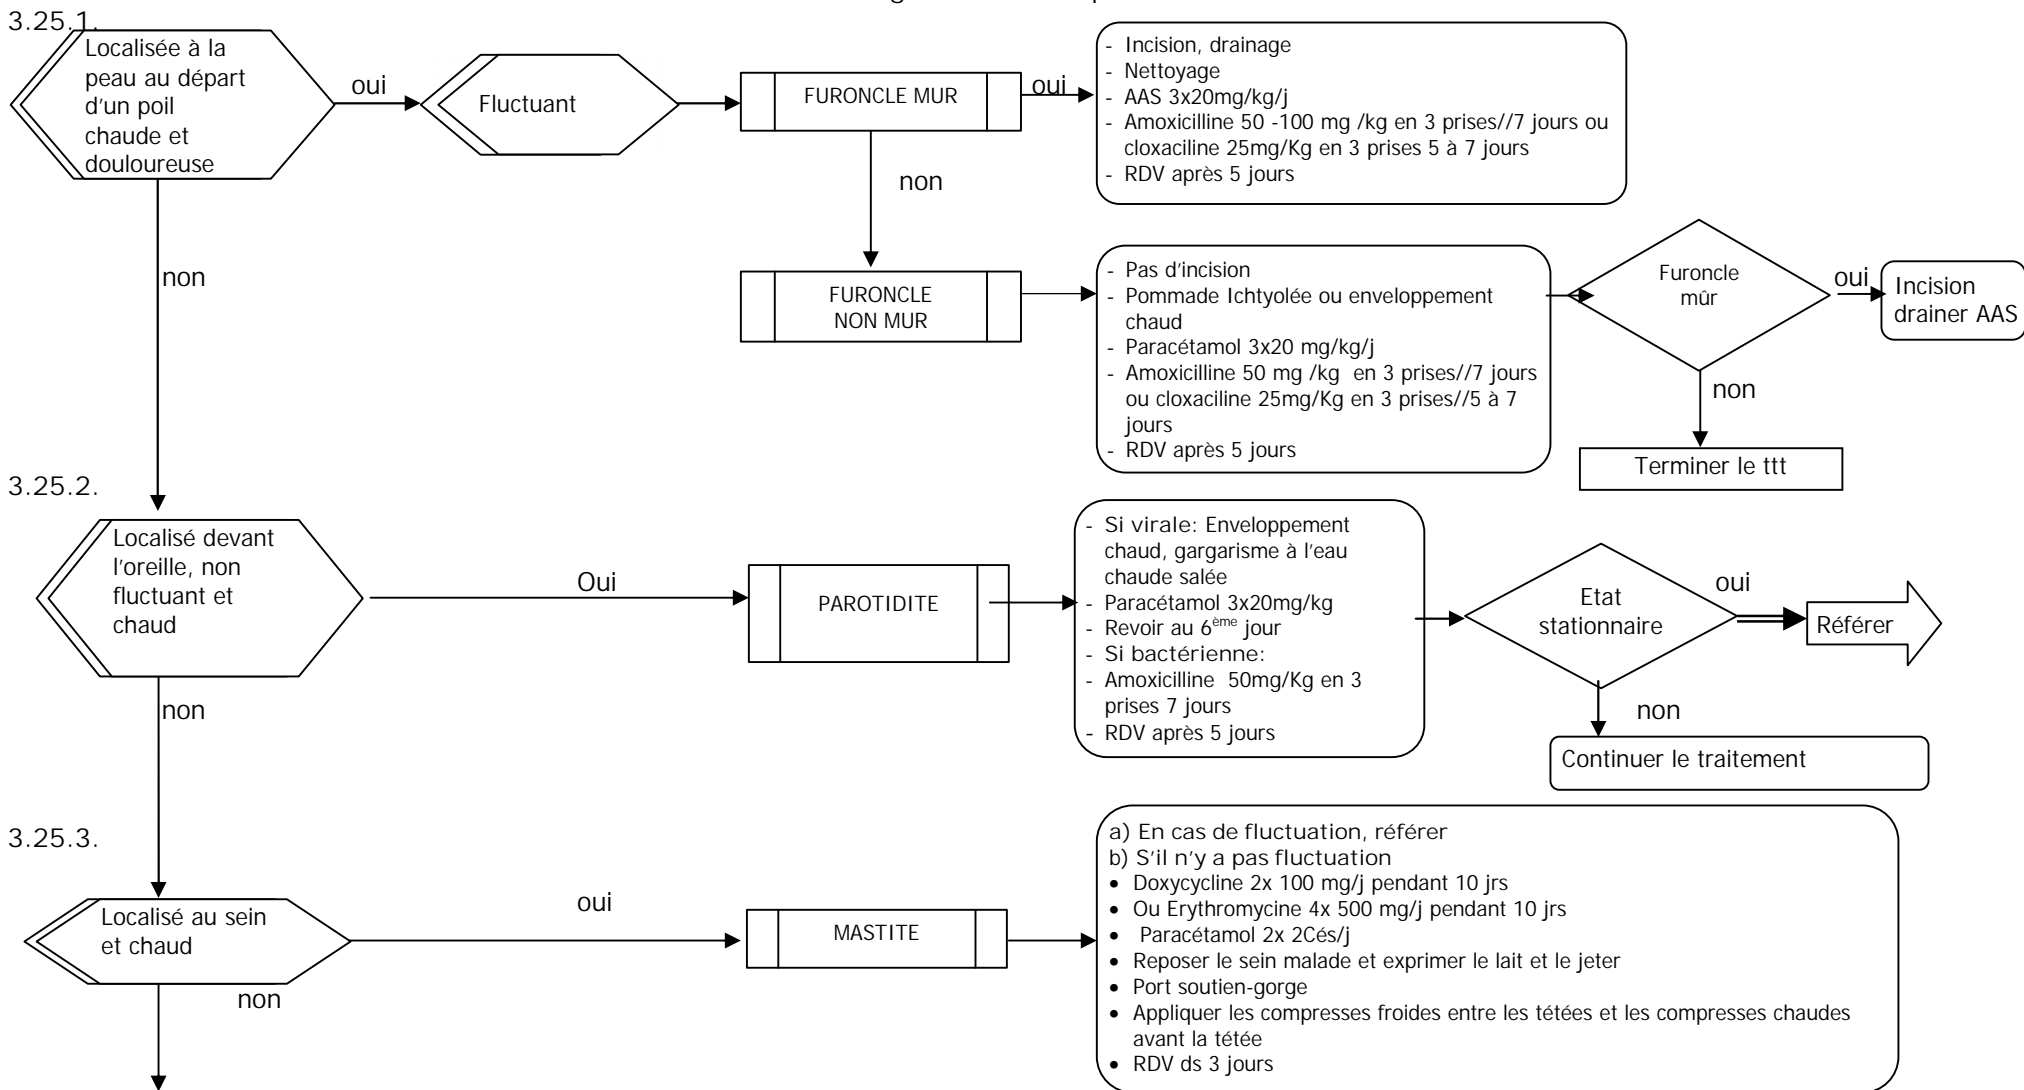 3.25.1.
Localisée à la
peau au départ
d'un poil
chaude et
douloureuse
oui
Fluctuant
FURONCLE MUR
oui
- Incision, drainage
- Nettoyage
- AAS 3x20mg/kg/j
- Amoxicilline 50 -100 mg /kg en 3 prises//7 jours ou
cloxaciline 25mg/Kg en 3 prises 5 à 7 jours
- RDV après 5 jours
non
non
FURONCLE
NON MUR
- Pas d'incision
- Pommade Ichtyolée ou enveloppement
chaud
- Paracétamol 3x20 mg/kg/j
- Amoxicilline 50 mg /kg en 3 prises//7 jours
ou cloxaciline 25mg/Kg en 3 prises//5 à 7
jours
- RDV après 5 jours
Furoncle
mûr
oui
Incision
drainer AAS
non
Terminer le ttt
3.25.2.
Localisé devant
l'oreille, non
fluctuant et
chaud
Oui
PAROTIDITE
- Si virale: Enveloppement
chaud, gargarisme à l'eau
chaude salée
- Paracétamol 3x20mg/kg
- Revoir au 6ème jour
- Si bactérienne:
- Amoxicilline 50mg/Kg en 3
prises 7 jours
- RDV après 5 jours
Etat
stationnaire
oui
Référer
non
Continuer le traitement
non
3.25.3.
Localisé au sein
et chaud
oui
MASTITE
a) En cas de fluctuation, référer
b) S'il n'y a pas fluctuation
• Doxycycline 2x 100 mg/j pendant 10 jrs
• Ou Erythromycine 4x 500 mg/j pendant 10 jrs
• Paracétamol 2x 2Cés/j
• Reposer le sein malade et exprimer le lait et le jeter
• Port soutien-gorge
• Appliquer les compresses froides entre les tétées et les compresses chaudes
avant la tétée
• RDV ds 3 jours
non